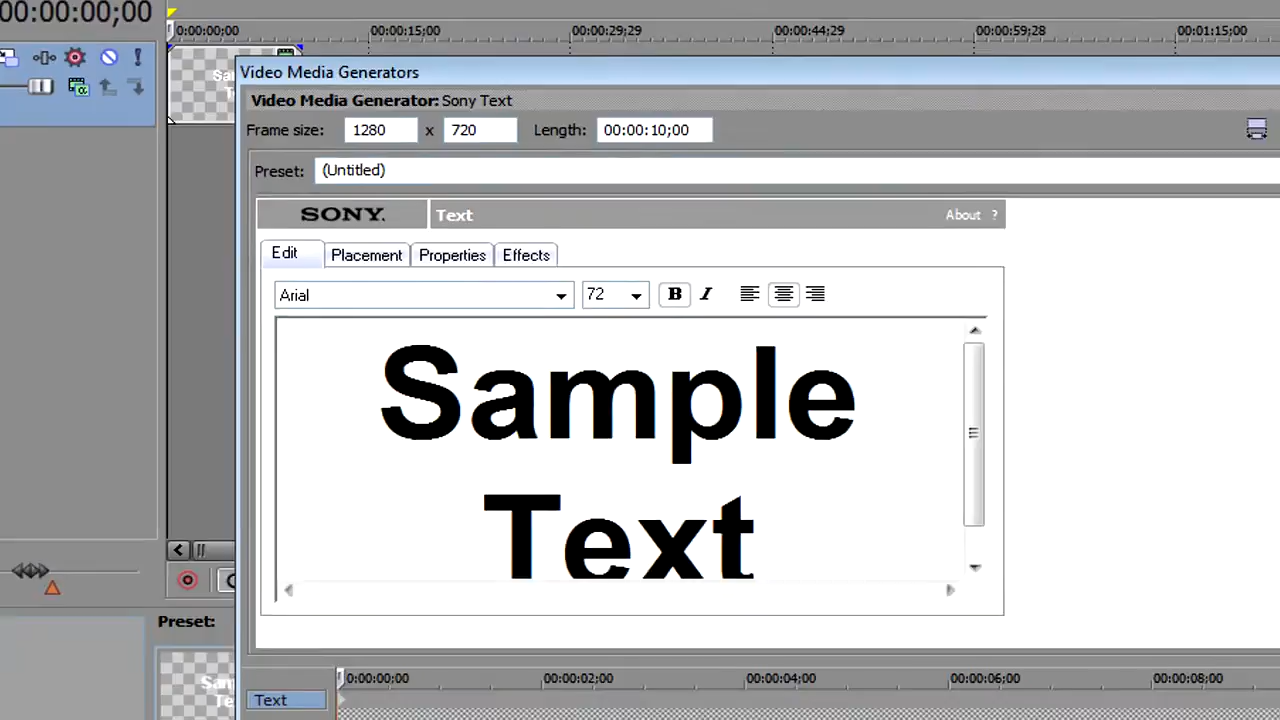 00:00:00;00
0:00:00;00 00:00:15;00 00:00:29;29 00:00:44;29 00:00:59;28 00:01:15;00
Video Media Generators
Video Media Generator: Sony Text
Frame size: 1280 x 720 Length: 00:00:10;00
Preset: (Untitled)
SONY. Text About ?
Edit Placement Properties Effects
Arial 72 B I
Sample
Text
Preset:
0:00:00;00 00:00:02;00 00:00:04;00 00:00:06;00 00:00:08;00
Text